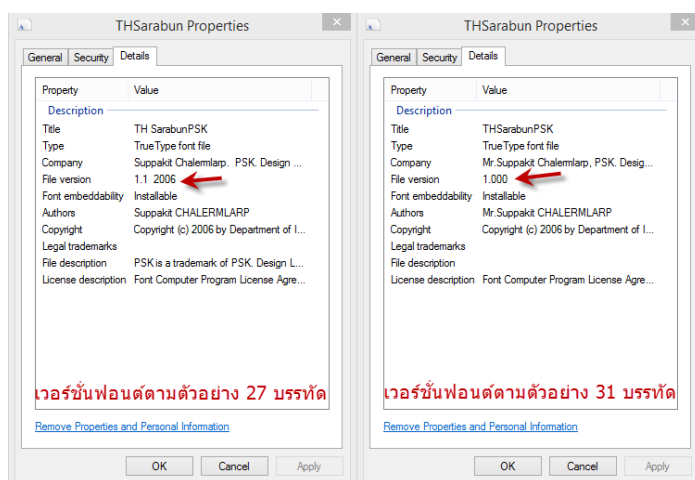 THSarabun Properties
General Security Details
Property Value
Description
Title TH SarabunPSK
Type TrueType font file
Company Suppakit Chalermlarp. PSK. Design ...
File version 1.1 2006
Font embeddability Installable
Authors Suppakit CHALERMLARP
Copyright Copyright (c) 2006 by Department of I...
Legal trademarks
File description PSK is a trademark of PSK. Design L...
License description Font Computer Program License Agre...
เวอร์ชั่นฟอนต์ตามตัวอย่าง 27 บรรทัด
Remove Properties and Personal Information
OK Cancel Apply
THSarabun Properties
General Security Details
Property Value
Description
Title THSarabunPSK
Type TrueType font file
Company Mr.Suppakit Chalermlarp, PSK. Desig...
File version 1.000
Font embeddability Installable
Authors Mr.Suppakit CHALERMLARP
Copyright Copyright (c) 2006 by Department of I...
Legal trademarks
File description
License description Font Computer Program License Agre...
เวอร์ชั่นฟอนต์ตามตัวอย่าง 31 บรรทัด
Remove Properties and Personal Information
OK Cancel Apply